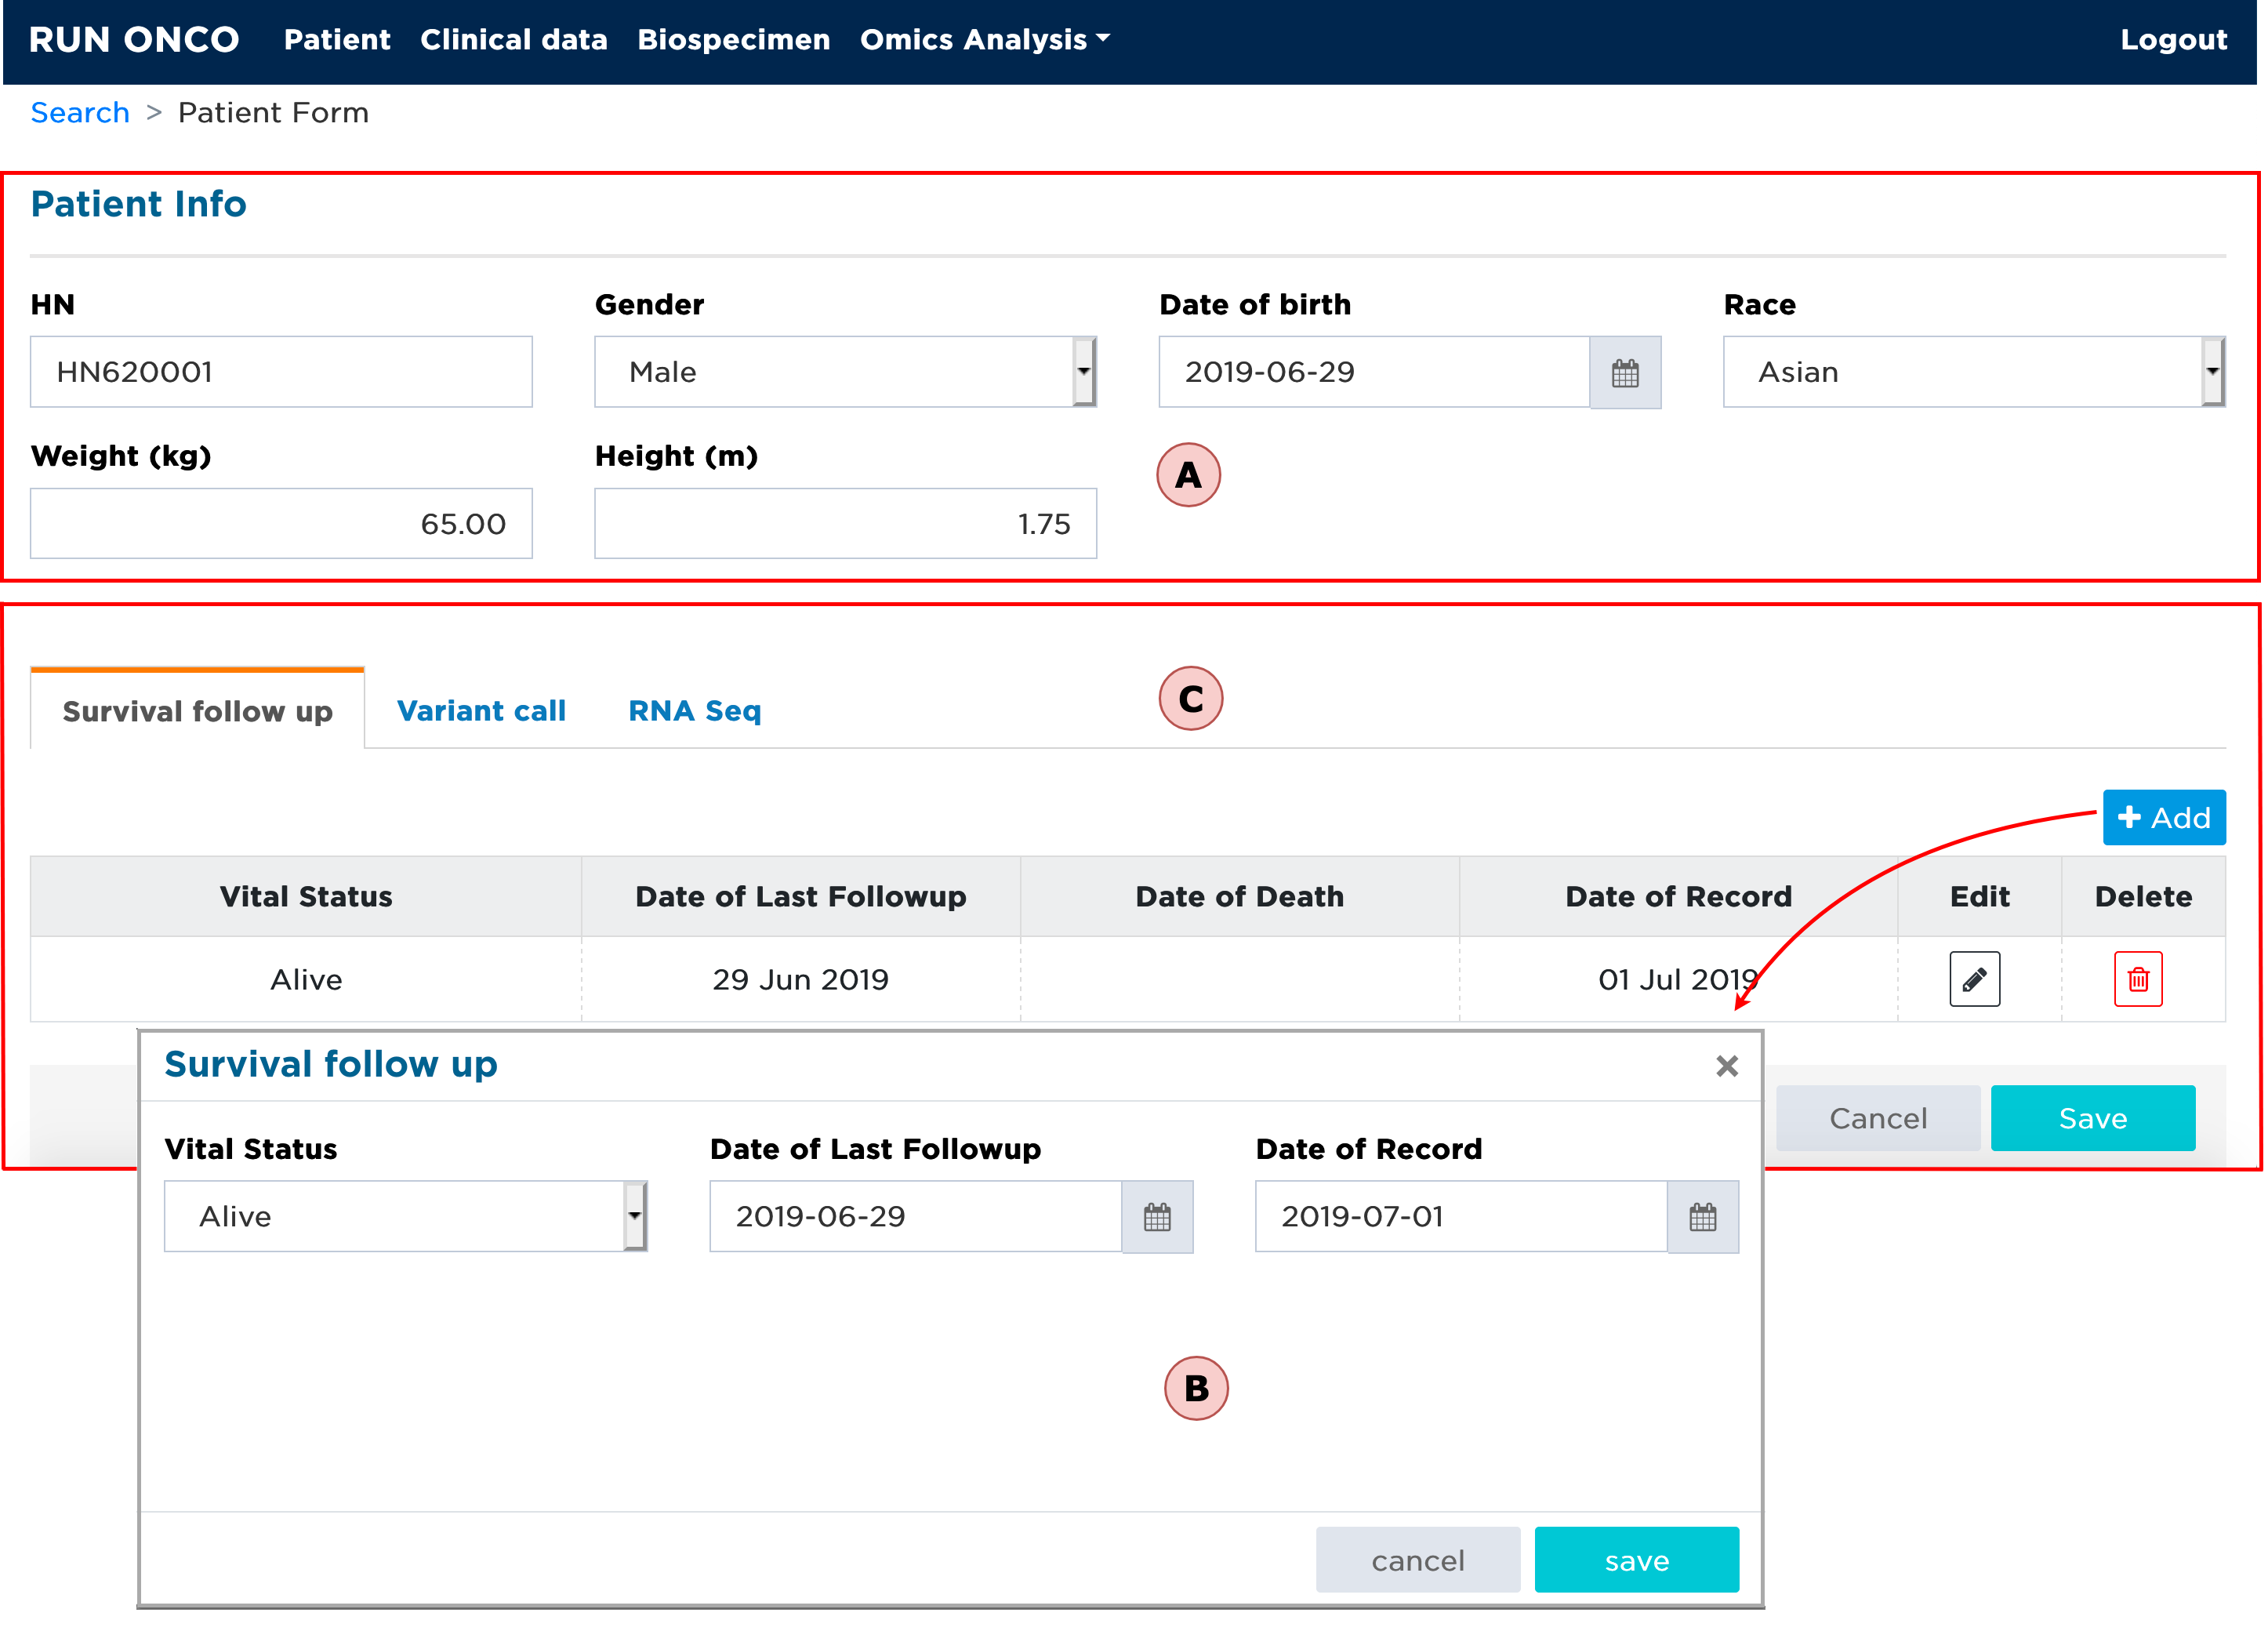 RUN ONCO Patient Clinical data Biospecimen Omics Analysis Logout
Search > Patient Form
Patient Info
HN Gender Date of birth Race
HN620001 Male 2019-06-29 Asian
Weight (kg) Height (m)
A
65.00 1.75
Survival follow up Variant call RNA Seq
C
+ Add
Vital Status Date of Last Followup Date of Death Date of Record Edit Delete
Alive 29 Jun 2019 01 Jul 2019
Cancel Save
Survival follow up ×
Vital Status Date of Last Followup Date of Record
Alive 2019-06-29 2019-07-01
B
cancel save